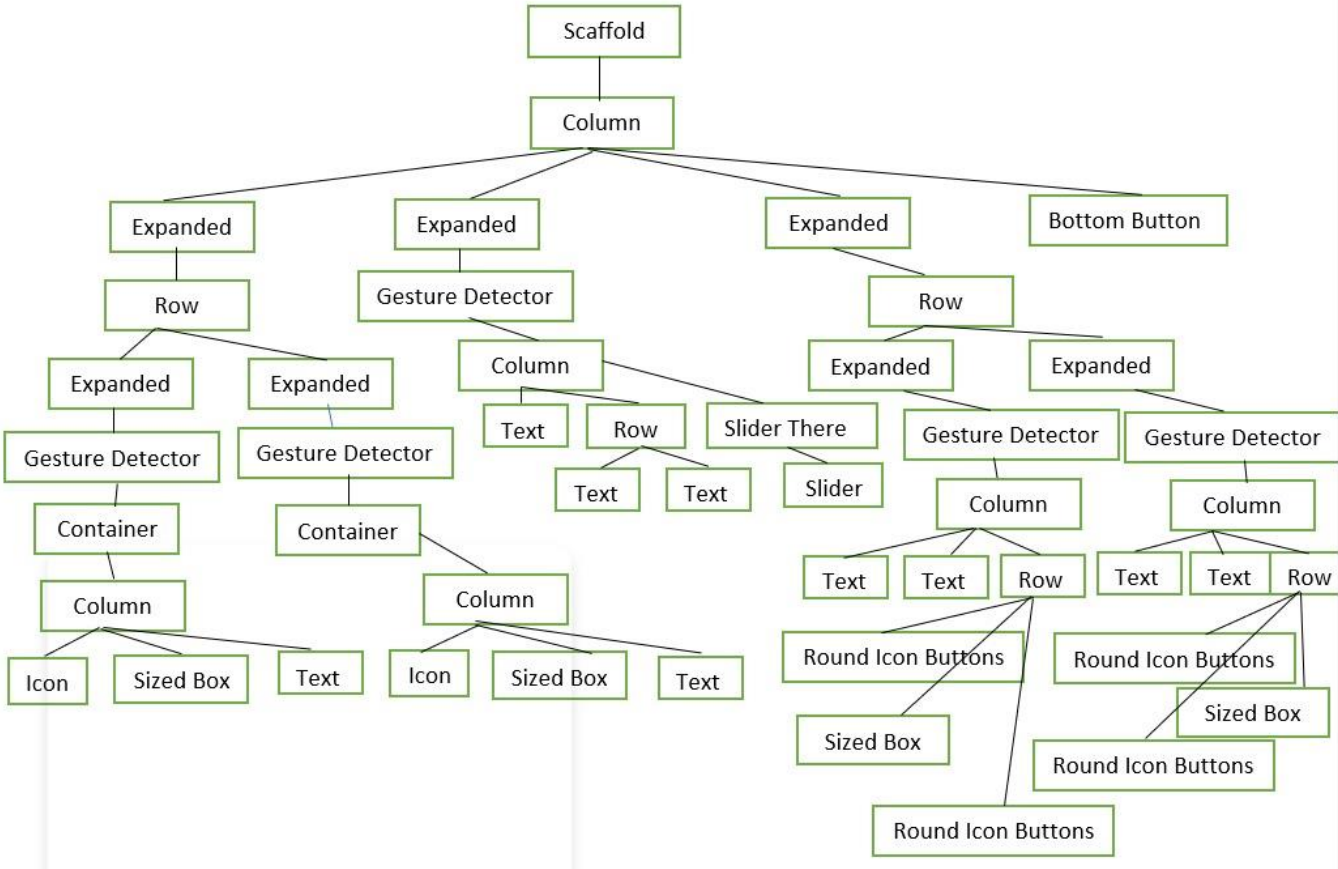 Scaffold
Column
Expanded
Expanded
Expanded
Bottom Button
Row
Gesture Detector
Row
Expanded
Expanded
Column
Expanded
Expanded
Text
Row
Slider There
Gesture Detector
Gesture Detector
Gesture Detector
Gesture Detector
Text
Text
Slider
Container
Container
Column
Column
Text
Text
Row
Text
Text
Row
Column
Column
Icon
Sized Box
Text
Icon
Sized Box
Text
Round Icon Buttons
Round Icon Buttons
Sized Box
Sized Box
Round Icon Buttons
Round Icon Buttons